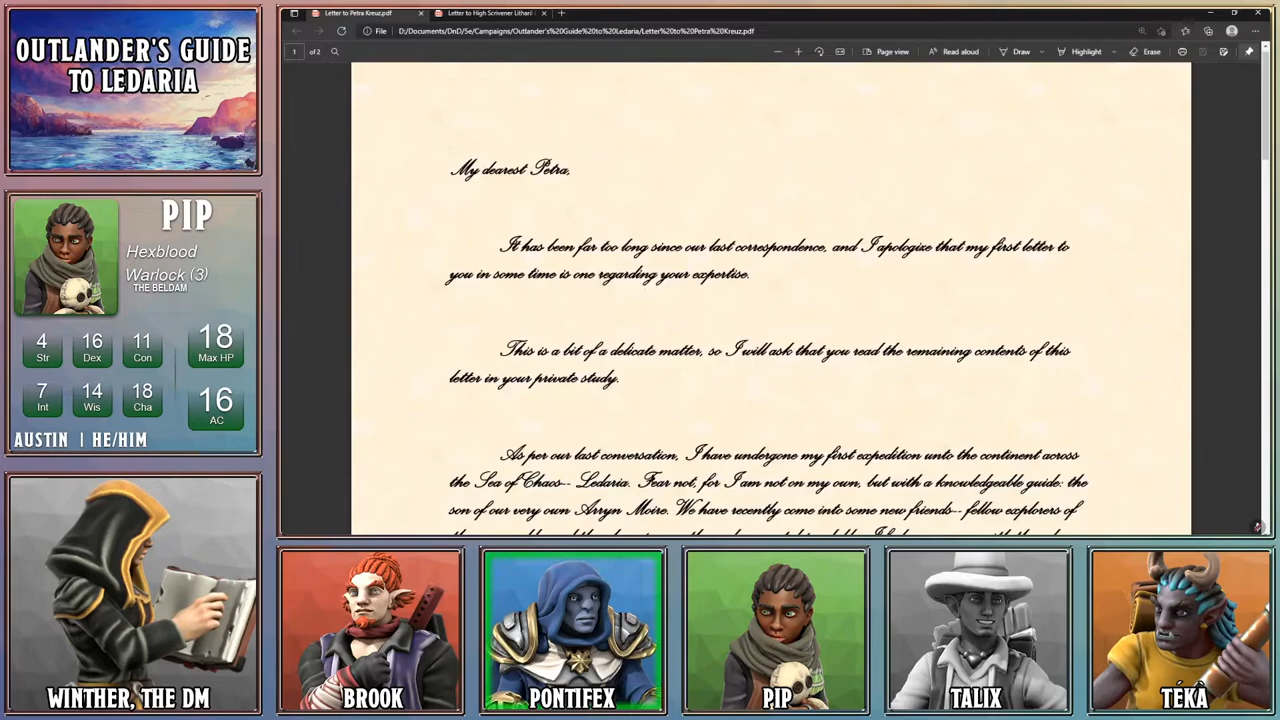 OUTLANDER'S GUIDE
TO LEDARIA
PIP
Hexblood
Warlock (3)
THE BELDAM
4
Str
16
Dex
11
Con
18
Max HP
7
Int
14
Wis
18
Cha
16
AC
AUSTIN | HE/HIM
WINTHER, THE DM
Letter to Petra Kreuz.pdf
Letter to High Scrivener
File
D:/Documents/DnD/5e/Campaigns/Outlander's%20Guide%20to%20Ledaria/Letter%20to%20Petra%20Kreuz.pdf
1
of 2
Page view
Read aloud
Draw
Highlight
Erase
My dearest Petra,
It has been far too long since our last correspondence, and I apologize that my first letter to
you in some time is one regarding your expertise.
This is a bit of a delicate matter, so I will ask that you read the remaining contents of this
letter in your private study.
As per our last conversation, I have undergone my first expedition unto the continent across
the Sea of Chaos-- Ledaria. Fear not, for I am not on my own, but with a knowledgeable guide: the
son of our very own Arryn Moire. We have recently come into some new friends-- fellow explorers of
BROOK
PONTIFEX
PIP
TALIX
TÉKÀ